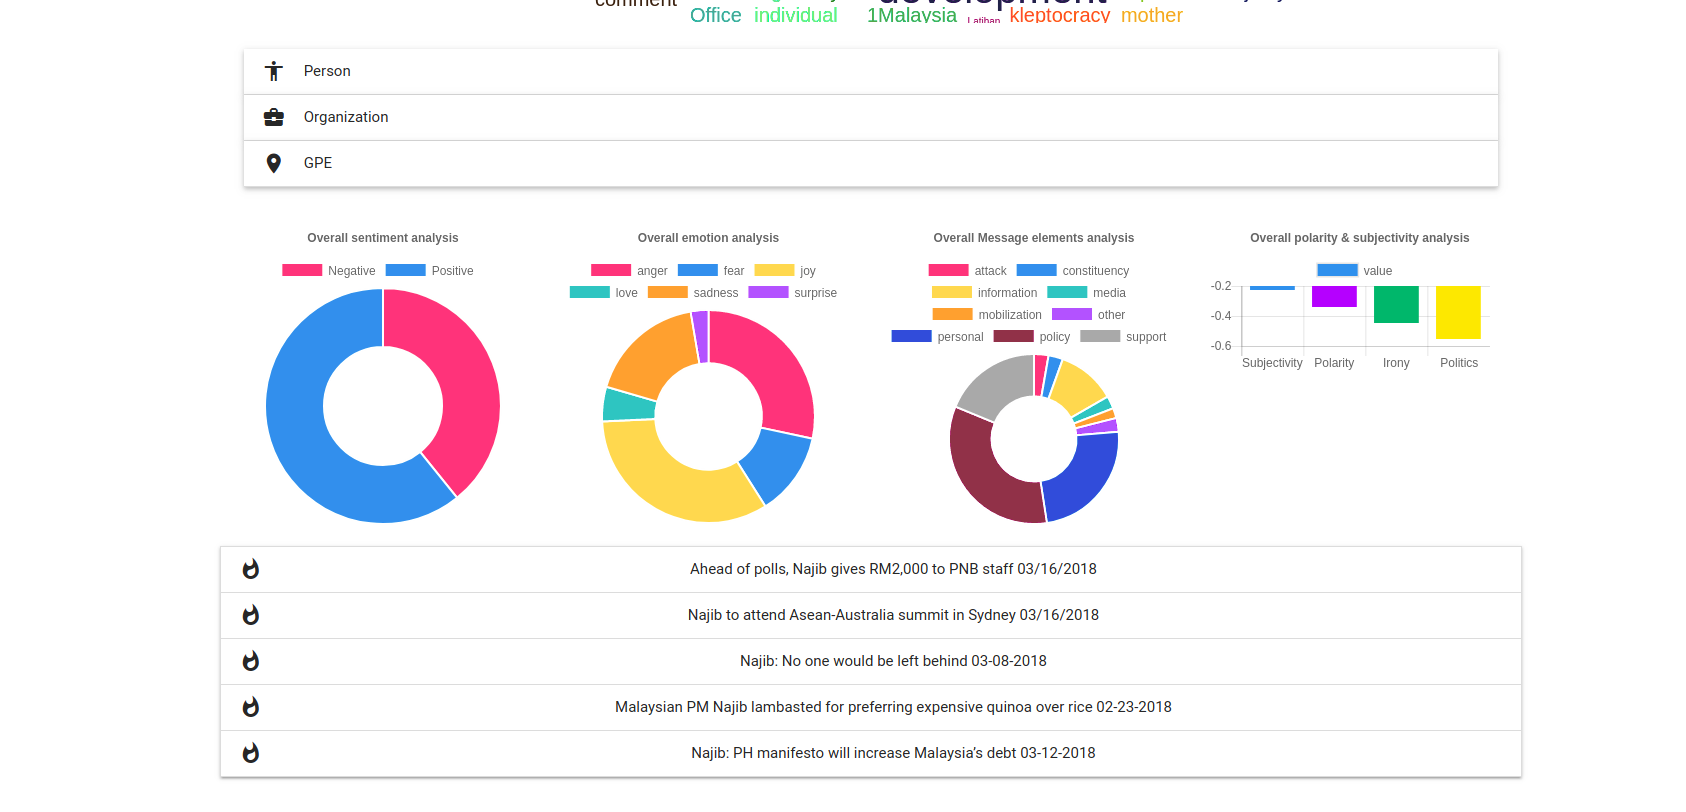 comment
development
Office individual 1Malaysia Latihan kleptocracy mother
Person
Organization
GPE
Overall sentiment analysis
Negative Positive
Overall emotion analysis
anger fear joy
love sadness surprise
Overall Message elements analysis
attack constituency
information media
mobilization other
personal policy support
Overall polarity & subjectivity analysis
value
-0.2
-0.4
-0.6
Subjectivity Polarity Irony Politics
Ahead of polls, Najib gives RM2,000 to PNB staff 03/16/2018
Najib to attend Asean-Australia summit in Sydney 03/16/2018
Najib: No one would be left behind 03-08-2018
Malaysian PM Najib lambasted for preferring expensive quinoa over rice 02-23-2018
Najib: PH manifesto will increase Malaysia’s debt 03-12-2018